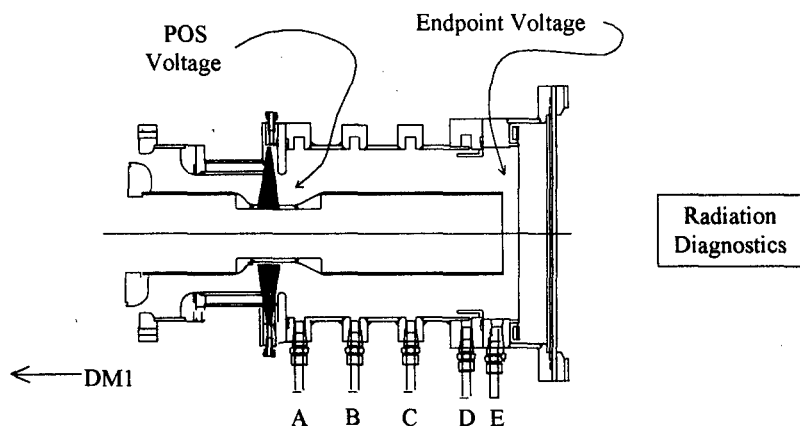 POS
Voltage
Endpoint Voltage
Radiation
Diagnostics
DM1
A B C D E